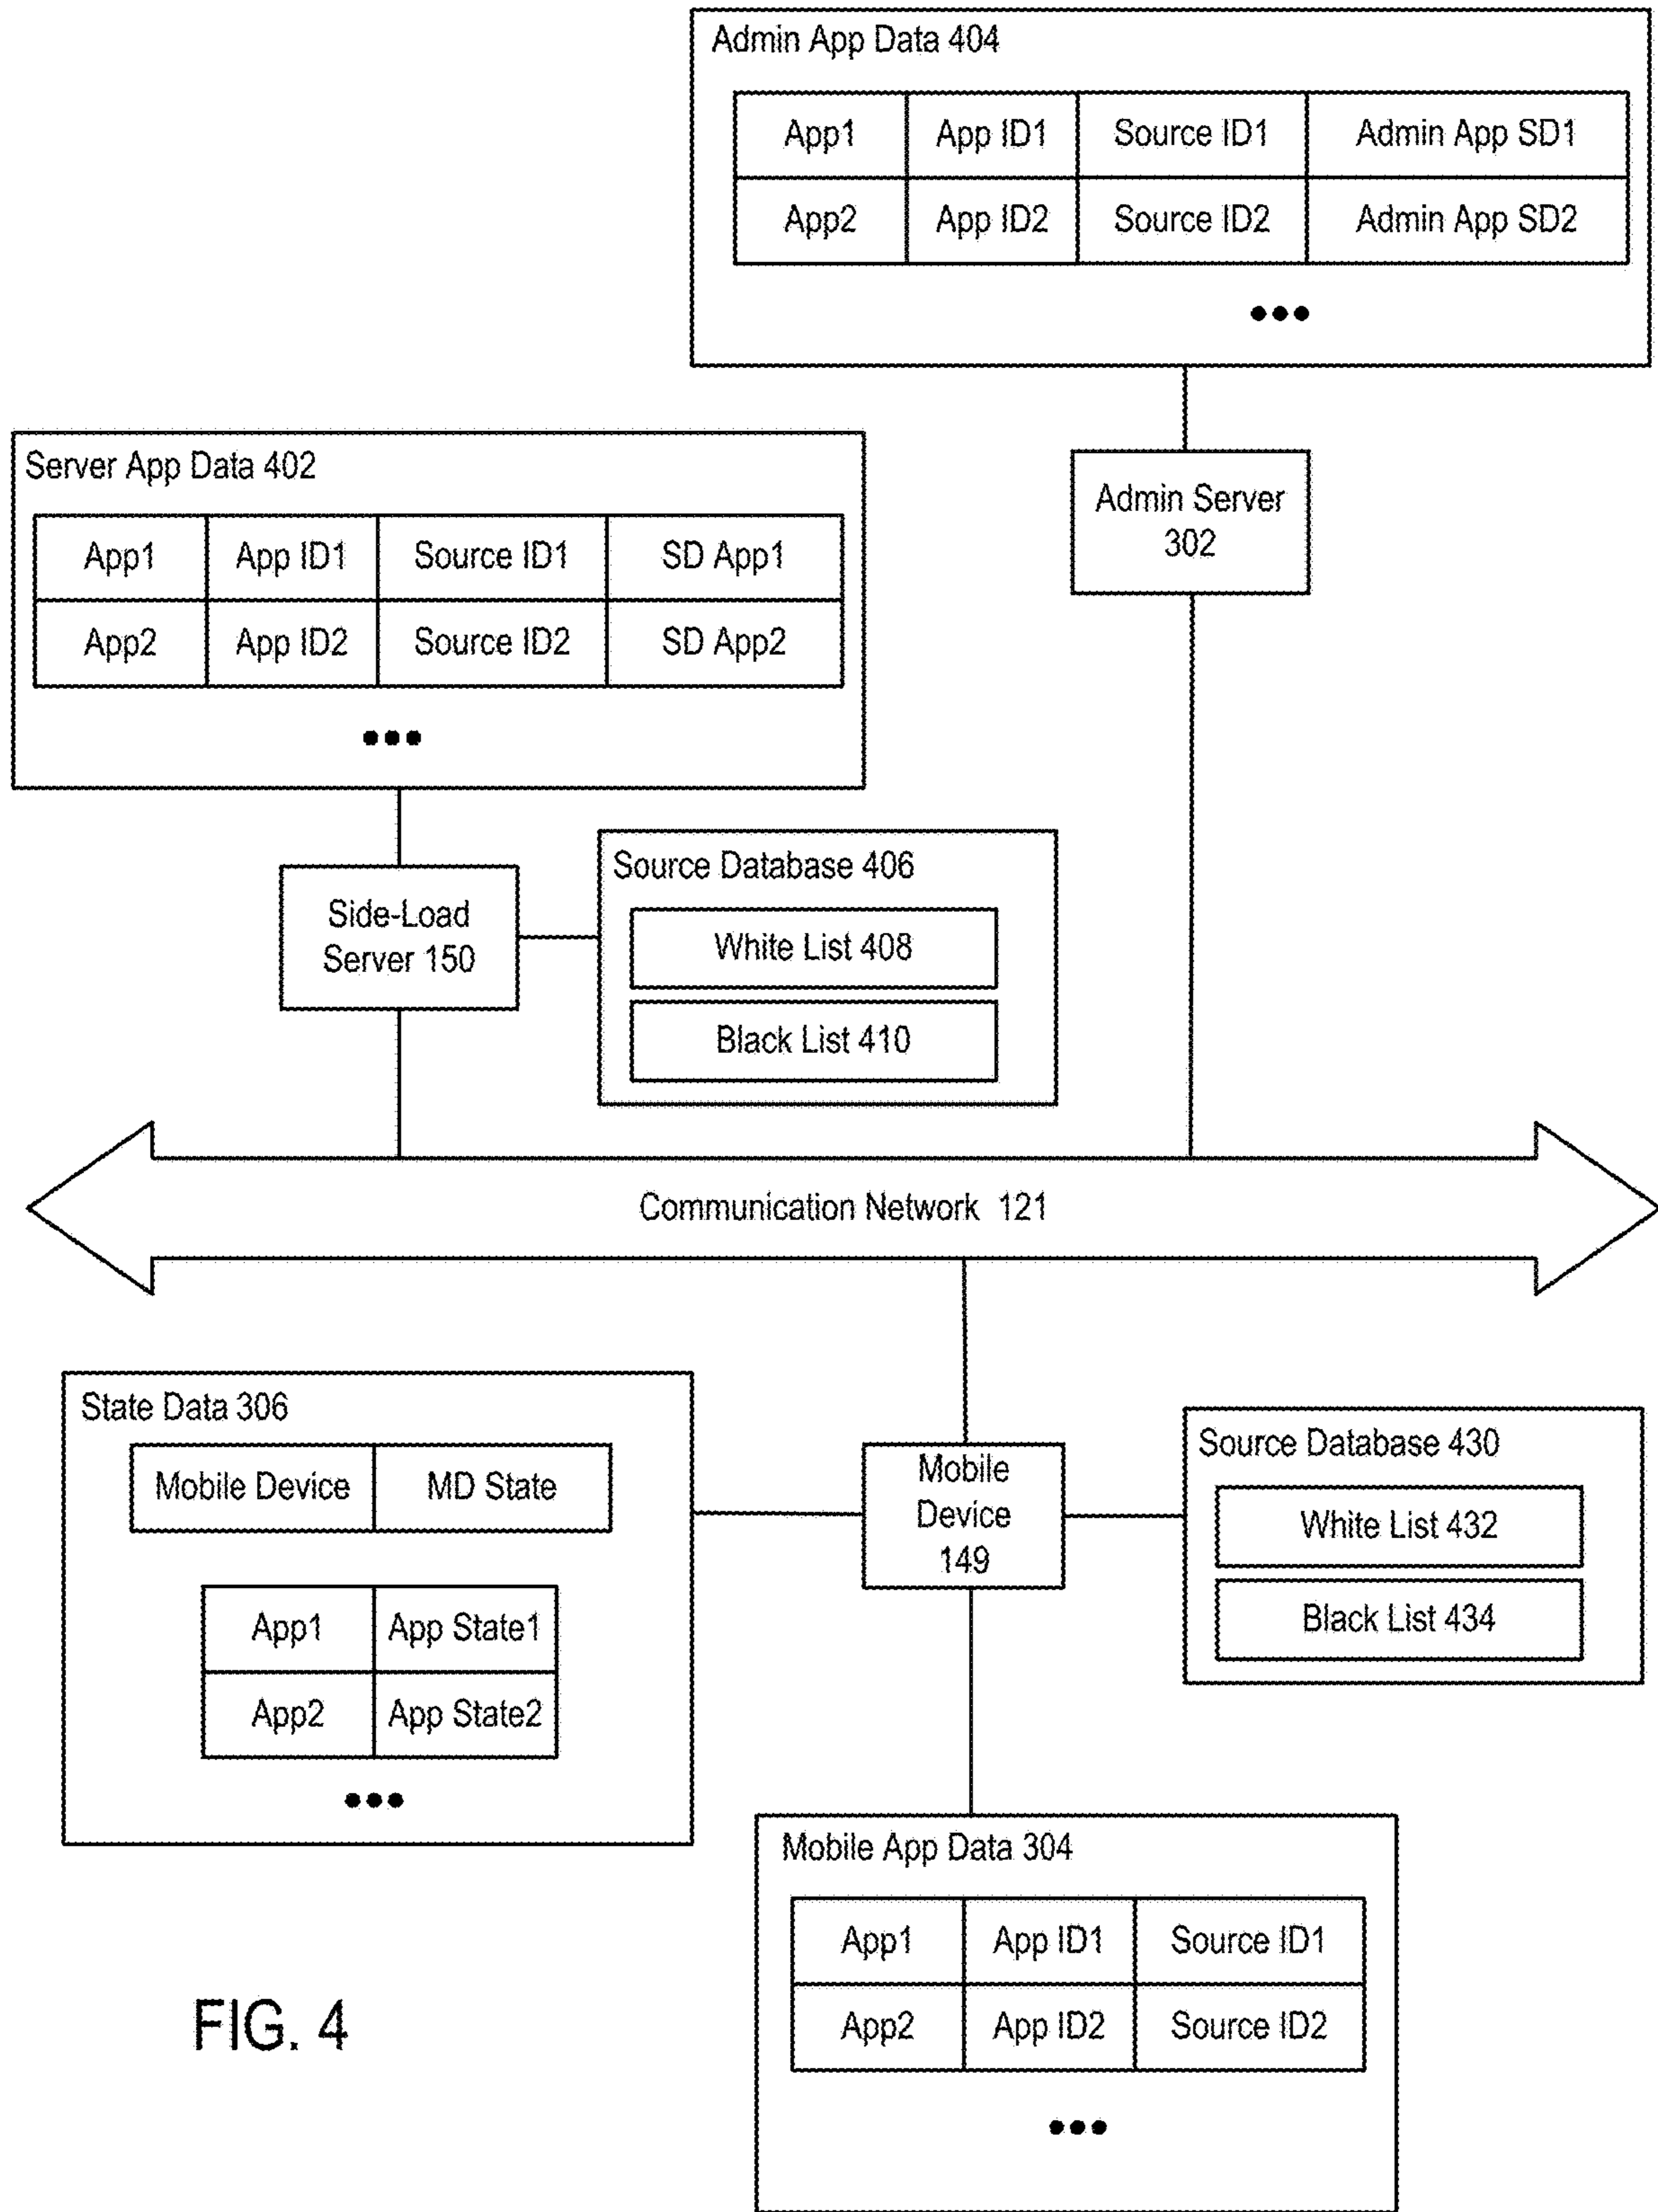 Admin App Data 404
App1 App ID1 Source ID1 Admin App SD1
App2 App ID2 Source ID2 Admin App SD2
•••
Server App Data 402
App1 App ID1 Source ID1 SD App1
App2 App ID2 Source ID2 SD App2
•••
Admin Server
302
Side-Load
Server 150
Source Database 406
White List 408
Black List 410
Communication Network 121
State Data 306
Mobile Device MD State
App1 App State1
App2 App State2
•••
Mobile
Device
149
Source Database 430
White List 432
Black List 434
Mobile App Data 304
App1 App ID1 Source ID1
App2 App ID2 Source ID2
•••
FIG. 4